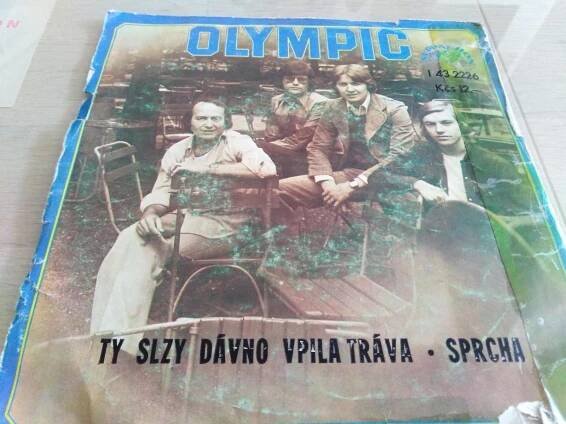 OLYMPIC
1 43 2226
Kčs 12.-
TY SLZY DÁVNO VPILA TRÁVA • SPRCHA